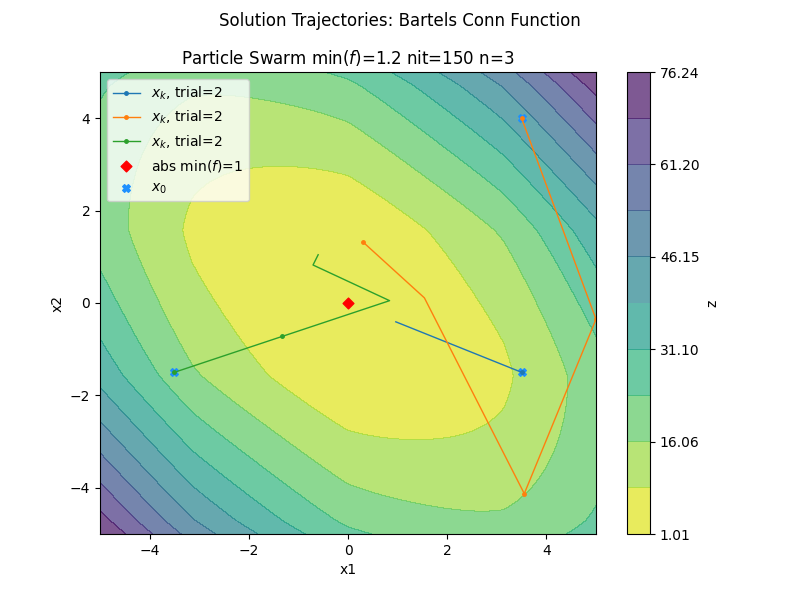 Solution Trajectories: Bartels Conn Function
Particle Swarm min(f)=1.2 nit=150 n=3
x_k, trial=2
x_k, trial=2
x_k, trial=2
abs min(f)=1
x_0
4
2
0
−2
−4
x2
−4
−2
0
2
4
x1
76.24
61.20
46.15
31.10
16.06
1.01
z